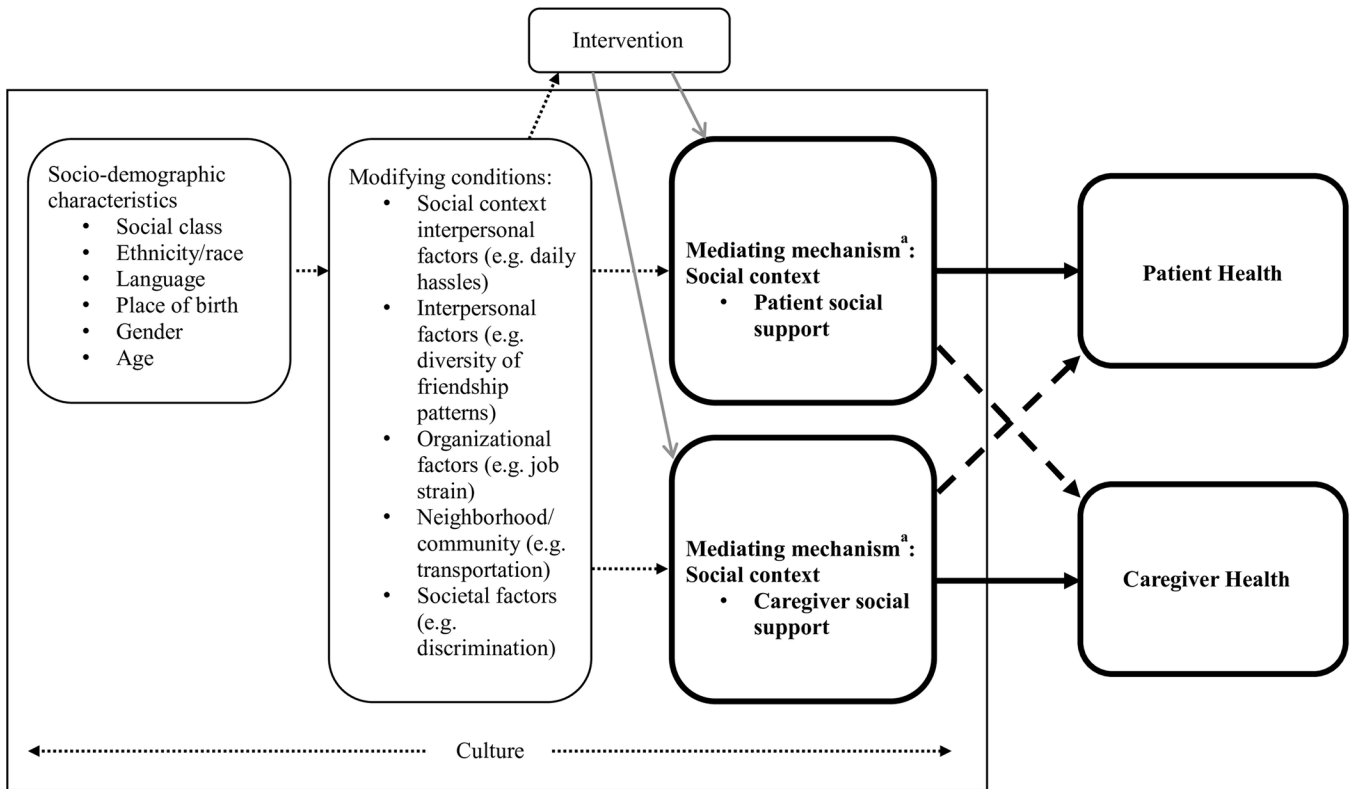 Intervention
Socio-demographic
characteristics
• Social class
• Ethnicity/race
• Language
• Place of birth
• Gender
• Age
Modifying conditions:
• Social context
interpersonal
factors (e.g. daily
hassles)
• Interpersonal
factors (e.g.
diversity of
friendship
patterns)
• Organizational
factors (e.g. job
strain)
• Neighborhood/
community (e.g.
transportation)
• Societal factors
(e.g.
discrimination)
Mediating mechanismᵃ:
Social context
• Patient social
support
Mediating mechanismᵃ:
Social context
• Caregiver social
support
Patient Health
Caregiver Health
Culture